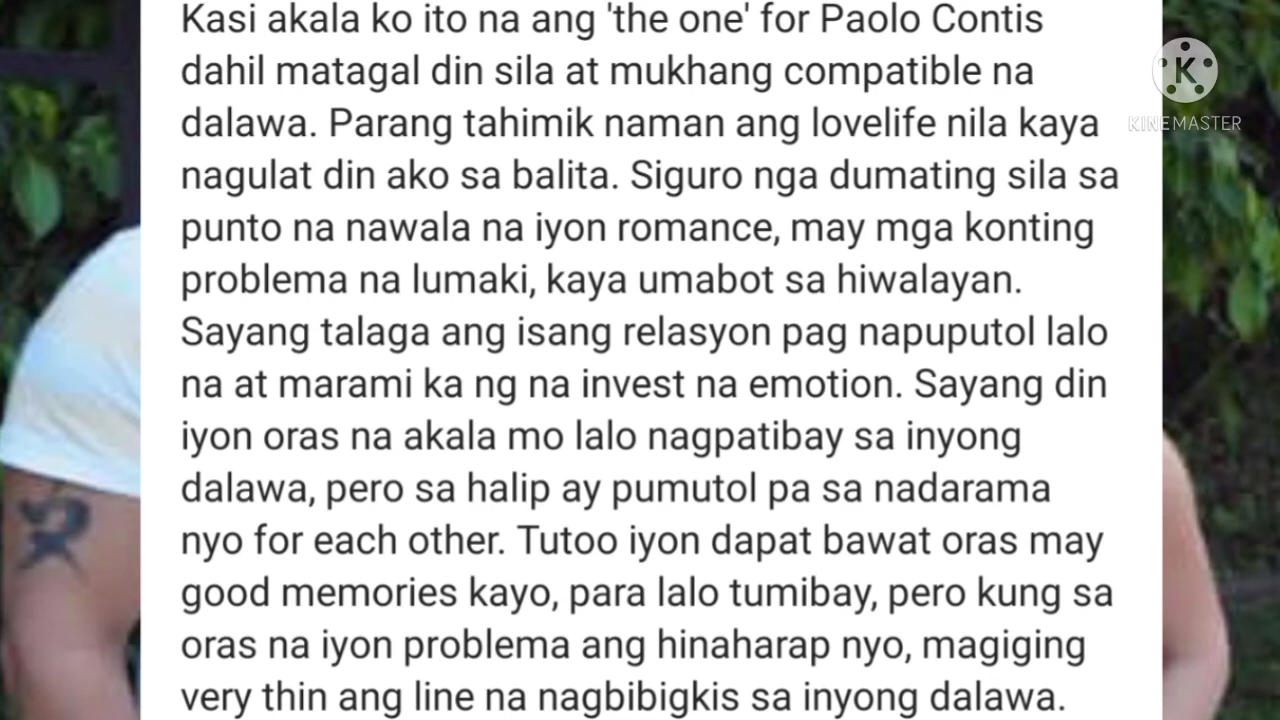 Kasi akala ko ito na ang 'the one' for Paolo Contis
dahil matagal din sila at mukhang compatible na
dalawa. Parang tahimik naman ang lovelife nila kaya
nagulat din ako sa balita. Siguro nga dumating sila sa
punto na nawala na iyon romance, may mga konting
problema na lumaki, kaya umabot sa hiwalayan.
Sayang talaga ang isang relasyon pag napuputol lalo
na at marami ka ng na invest na emotion. Sayang din
iyon oras na akala mo lalo nagpatibay sa inyong
dalawa, pero sa halip ay pumutol pa sa nadarama
nyo for each other. Tutoo iyon dapat bawat oras may
good memories kayo, para lalo tumibay, pero kung sa
oras na iyon problema ang hinaharap nyo, magiging
very thin ang line na nagbibigkis sa inyong dalawa.
K
KINEMASTER